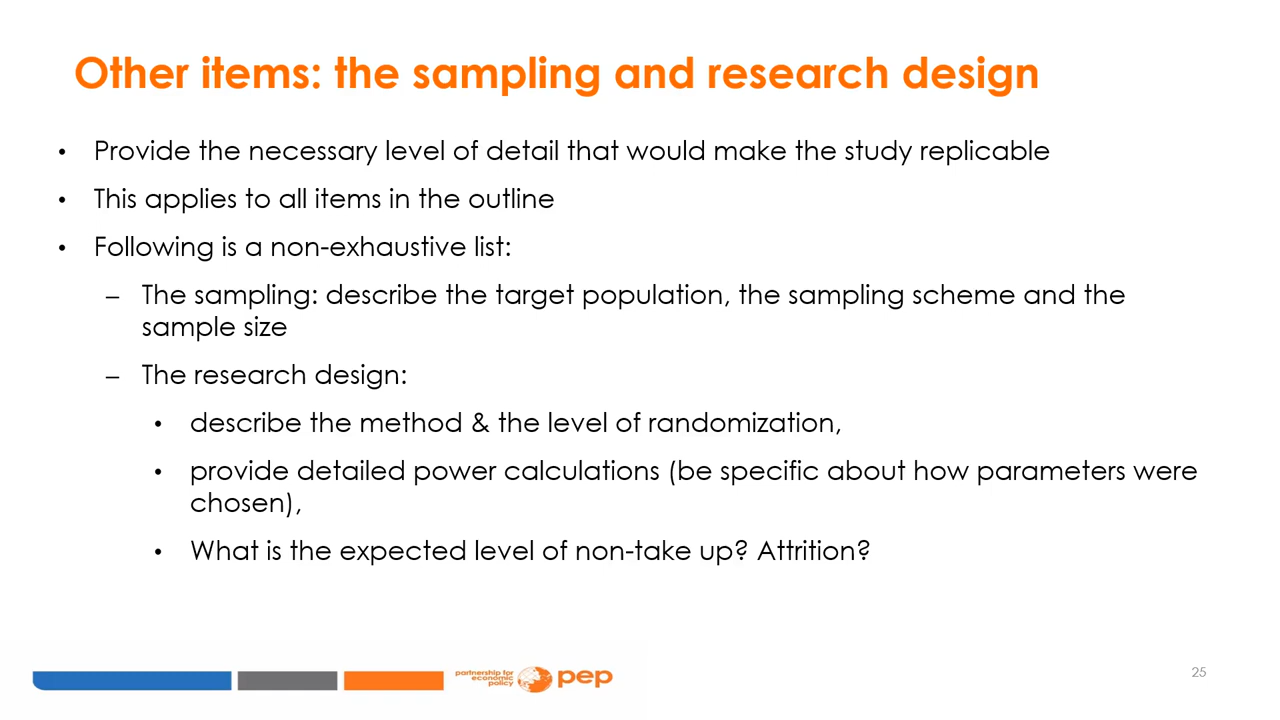 Other items: the sampling and research design
• Provide the necessary level of detail that would make the study replicable
• This applies to all items in the outline
• Following is a non-exhaustive list:
– The sampling: describe the target population, the sampling scheme and the
sample size
– The research design:
• describe the method & the level of randomization,
• provide detailed power calculations (be specific about how parameters were
chosen),
• What is the expected level of non-take up? Attrition?
partnership for
economic
policy
pep
25